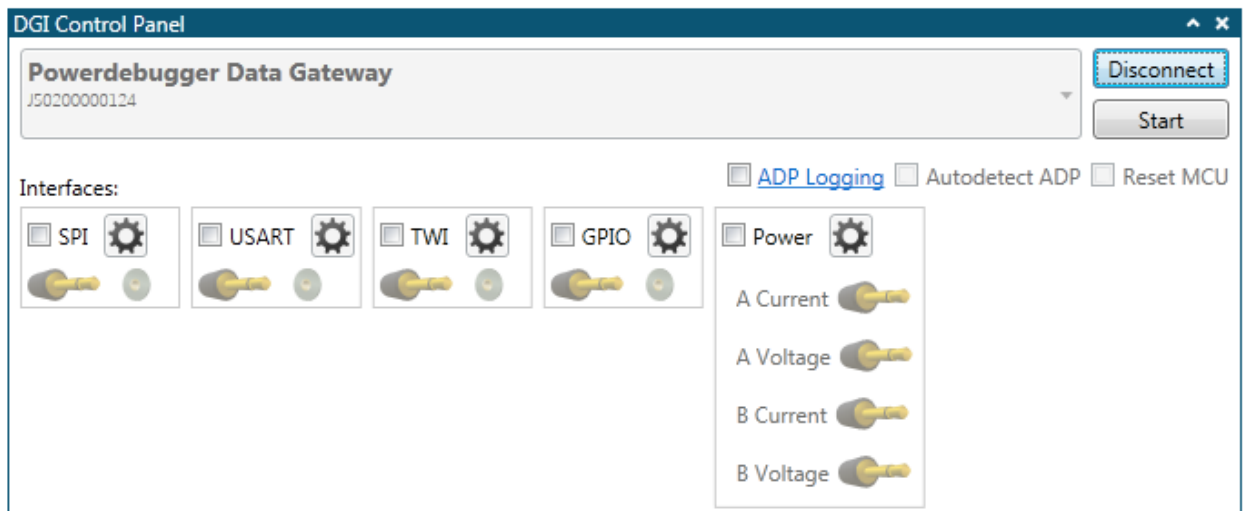 DGI Control Panel
Powerdebugger Data Gateway
J50200000124
Disconnect
Start
ADP Logging Autodetect ADP Reset MCU
Interfaces:
SPI USART TWI GPIO Power
A Current
A Voltage
B Current
B Voltage